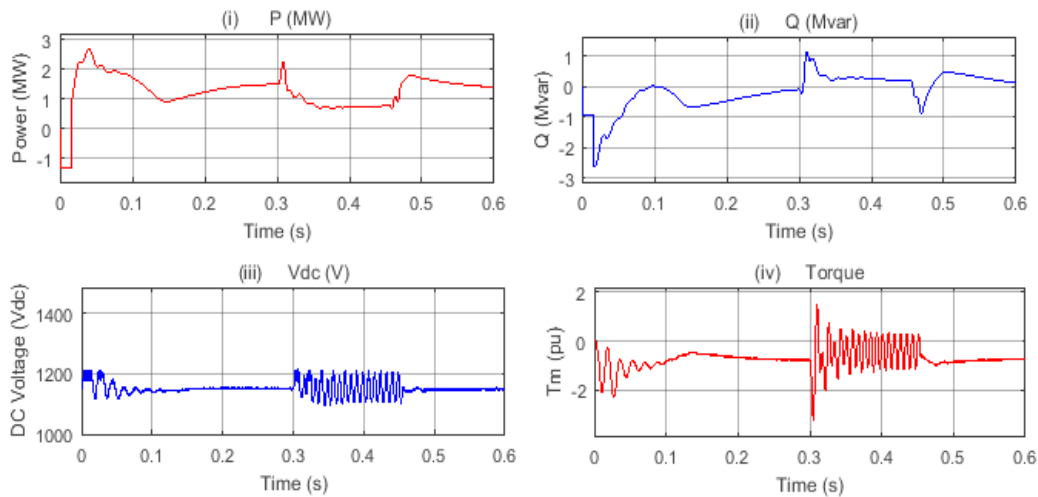 (i) P (MW)
Power (MW)
3
2
1
0
-1
0 0.1 0.2 0.3 0.4 0.5 0.6
Time (s)
(ii) Q (Mvar)
Q (Mvar)
1
0
-1
-2
-3
0 0.1 0.2 0.3 0.4 0.5 0.6
Time (s)
(iii) Vdc (V)
DC Voltage (Vdc)
1400
1200
1000
0 0.1 0.2 0.3 0.4 0.5 0.6
Time (s)
(iv) Torque
Tm (pu)
2
0
-2
0 0.1 0.2 0.3 0.4 0.5 0.6
Time (s)